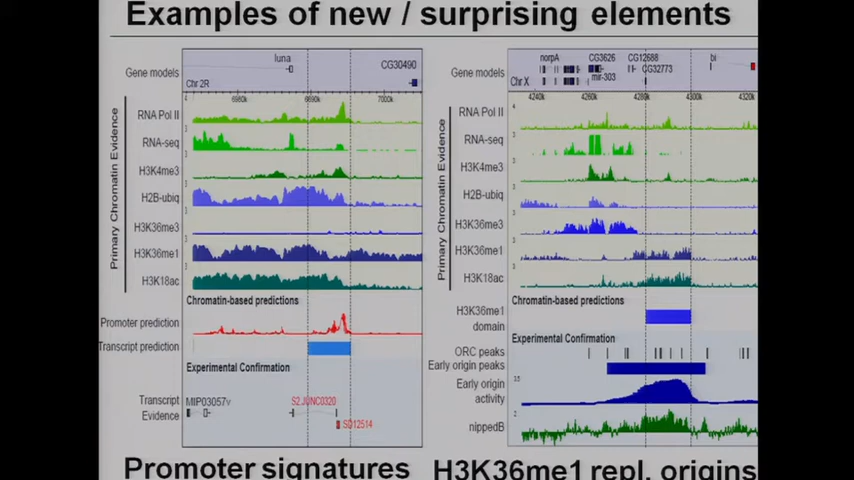 Examples of new / surprising elements
luna
CG30490
Gene models
Chr 2R
7000k
Primary Chromatin Evidence
RNA Pol II
RNA-seq
H3K4me3
H2B-ubiq
H3K36me3
H3K36me1
H3K18ac
Chromatin-based predictions
Promoter prediction
Transcript prediction
Experimental Confirmation
Transcript Evidence
MIP03057v
S2.JUNC0320
SD12514
Promoter signatures
norpA
CG3626
CG12688
bi
CG32773
mir-303
Gene models
Chr X
4240k
4260k
4280k
4300k
4320k
Primary Chromatin Evidence
RNA Pol II
RNA-seq
H3K4me3
H2B-ubiq
H3K36me3
H3K36me1
H3K18ac
Chromatin-based predictions
H3K36me1
domain
Experimental Confirmation
ORC peaks
Early origin peaks
Early origin
activity
nippedB
H3K36me1 repl. origins